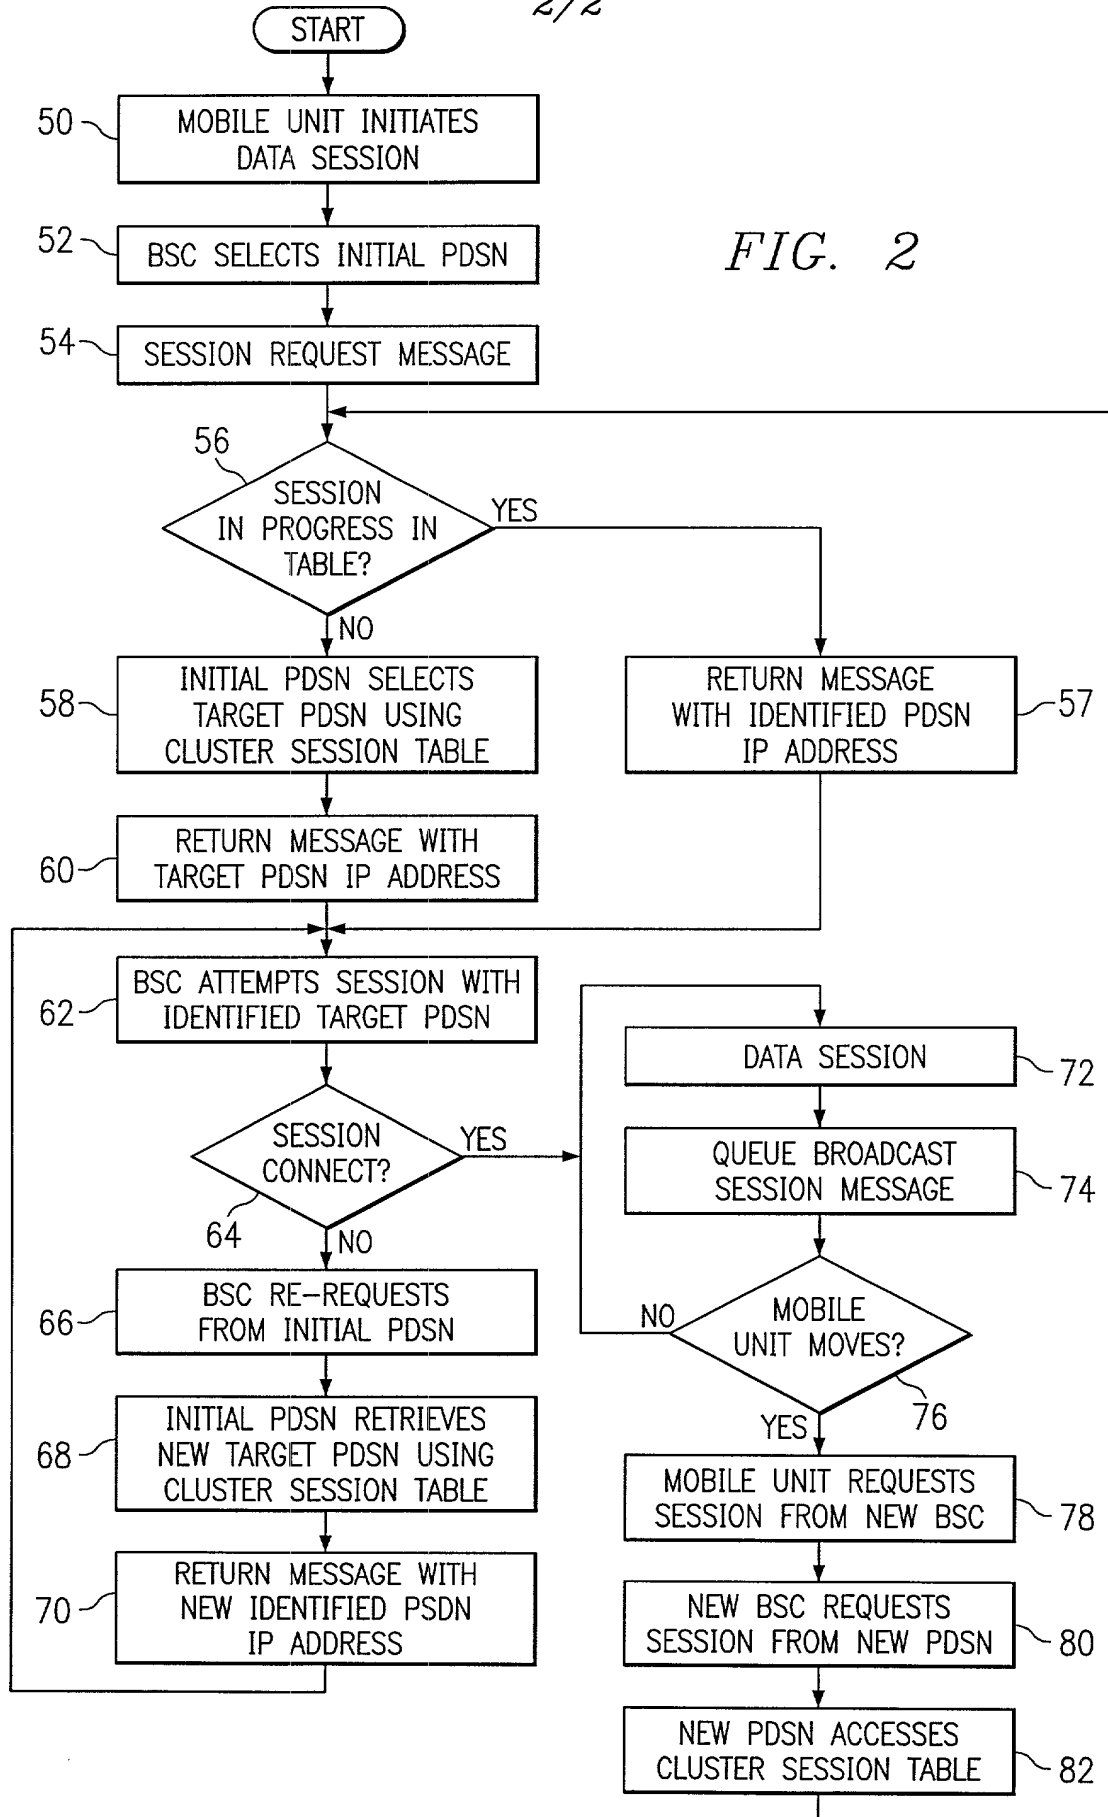 2/2
START
50
MOBILE UNIT INITIATES
DATA SESSION
52
BSC SELECTS INITIAL PDSN
FIG. 2
54
SESSION REQUEST MESSAGE
56
SESSION
IN PROGRESS IN
TABLE?
YES
NO
58
INITIAL PDSN SELECTS
TARGET PDSN USING
CLUSTER SESSION TABLE
RETURN MESSAGE
WITH IDENTIFIED PDSN
IP ADDRESS
57
60
RETURN MESSAGE WITH
TARGET PDSN IP ADDRESS
62
BSC ATTEMPTS SESSION WITH
IDENTIFIED TARGET PDSN
DATA SESSION
72
64
SESSION
CONNECT?
YES
NO
QUEUE BROADCAST
SESSION MESSAGE
74
66
BSC RE-REQUESTS
FROM INITIAL PDSN
NO
MOBILE
UNIT MOVES?
76
YES
68
INITIAL PDSN RETRIEVES
NEW TARGET PDSN USING
CLUSTER SESSION TABLE
MOBILE UNIT REQUESTS
SESSION FROM NEW BSC
78
70
RETURN MESSAGE WITH
NEW IDENTIFIED PSDN
IP ADDRESS
NEW BSC REQUESTS
SESSION FROM NEW PDSN
80
NEW PDSN ACCESSES
CLUSTER SESSION TABLE
82